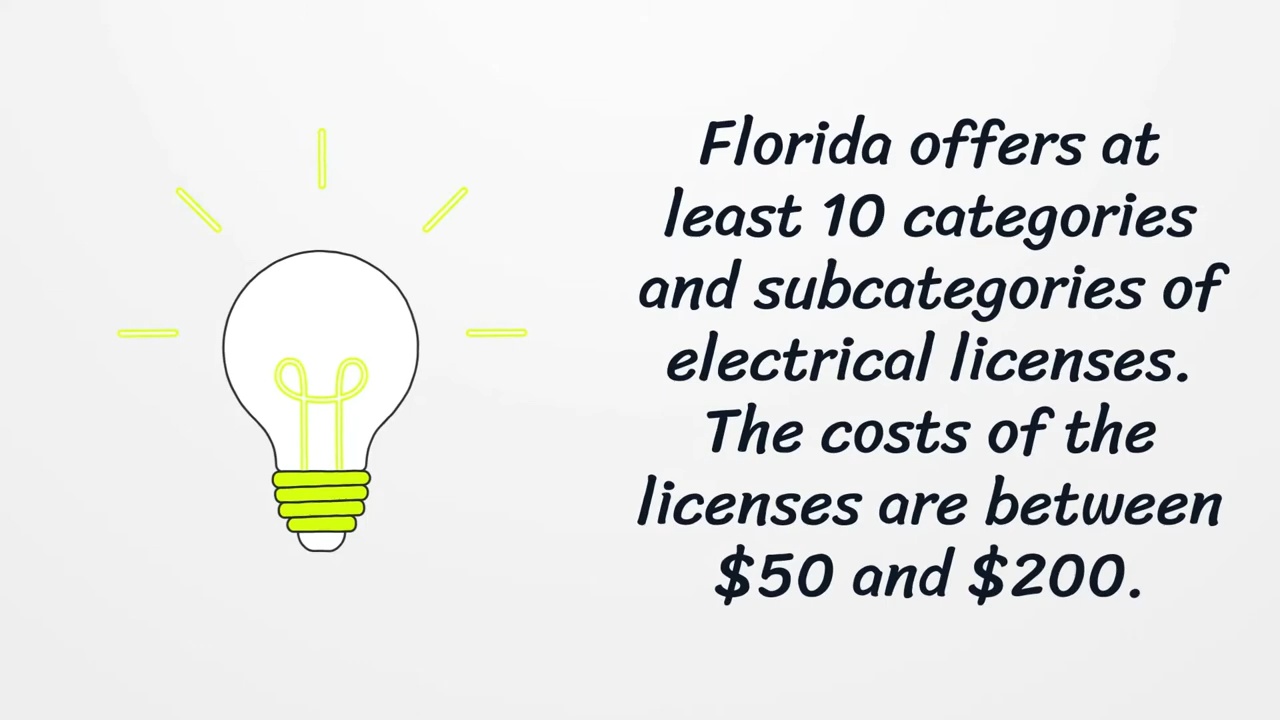 Florida offers at
least 10 categories
and subcategories of
electrical licenses.
The costs of the
licenses are between
$50 and $200.